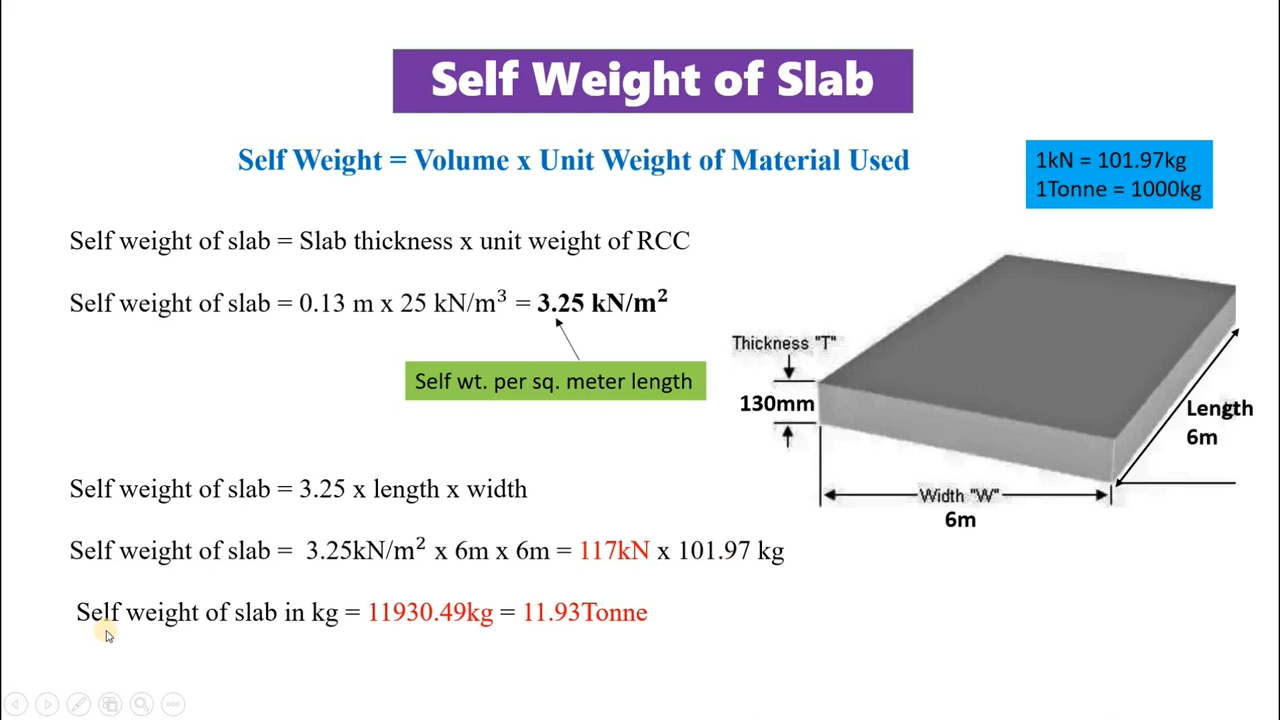 Self Weight of Slab
Self Weight = Volume x Unit Weight of Material Used
1kN = 101.97kg
1Tonne = 1000kg
Self weight of slab = Slab thickness x unit weight of RCC
Self weight of slab = 0.13 m x 25 kN/m³ = 3.25 kN/m²
Self wt. per sq. meter length
Thickness "T"
130mm
Length
6m
Width "W"
6m
Self weight of slab = 3.25 x length x width
Self weight of slab = 3.25kN/m² x 6m x 6m = 117kN x 101.97 kg
Self weight of slab in kg = 11930.49kg = 11.93Tonne